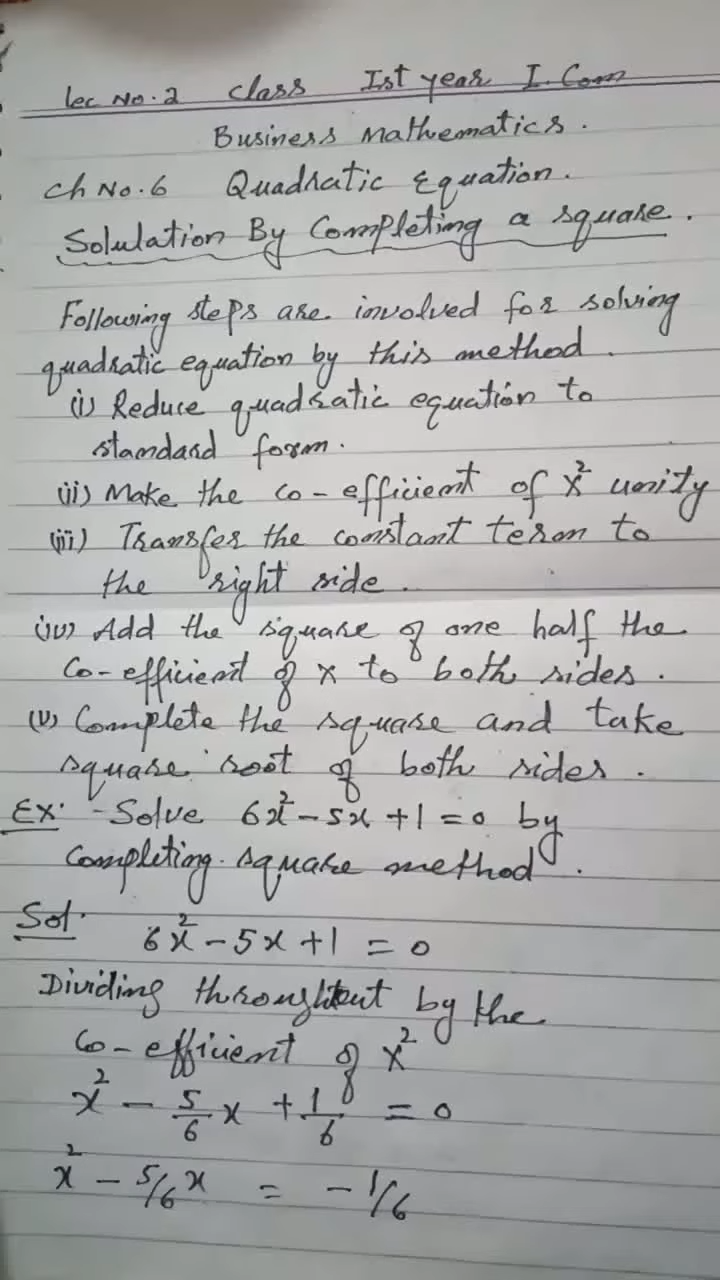 Lec No. 2 Class Ist year I. Com
Business Mathematics.
Ch No. 6 Quadratic Equation.
Solulation By Completing a square.
Following steps are involved for solving
quadratic equation by this method.
(i) Reduce quadratic equation to
standard form.
(ii) Make the co-efficient of x² unity
(iii) Transfer the constant term to
the right side.
(iv) Add the square of one half the
Co-efficient of x to both sides.
(v) Complete the square and take
square root of both sides.
Ex:- Solve 6x² - 5x + 1 = 0 by
Completing square method.
Sol. 6x² - 5x + 1 = 0
Dividing throughout by the
Co-efficient of x²
x² - 5/6 x + 1/6 = 0
x² - 5/6 x = - 1/6